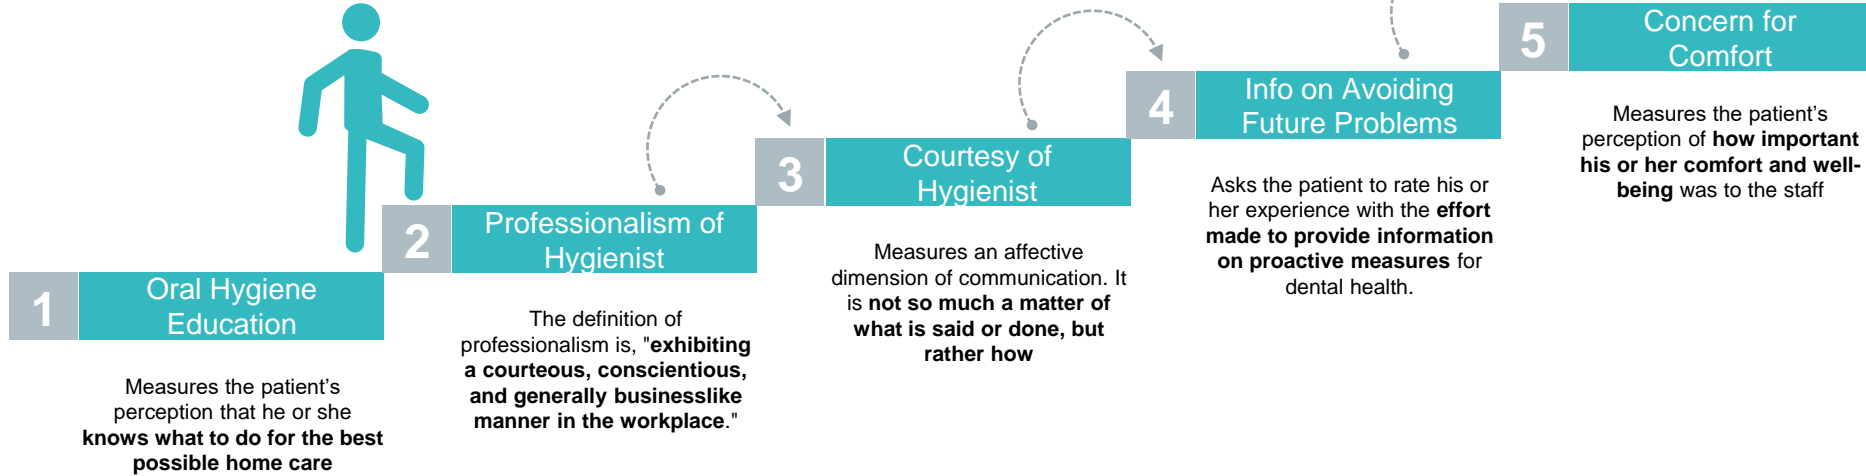 1
Oral Hygiene
Education
Measures the patient’s
perception that he or she
knows what to do for the best
possible home care
2
Professionalism of
Hygienist
The definition of
professionalism is, "exhibiting
a courteous, conscientious,
and generally businesslike
manner in the workplace."
3
Courtesy of
Hygienist
Measures an affective
dimension of communication. It
is not so much a matter of
what is said or done, but
rather how
4
Info on Avoiding
Future Problems
Asks the patient to rate his or
her experience with the effort
made to provide information
on proactive measures for
dental health.
5
Concern for
Comfort
Measures the patient’s
perception of how important
his or her comfort and well-
being was to the staff